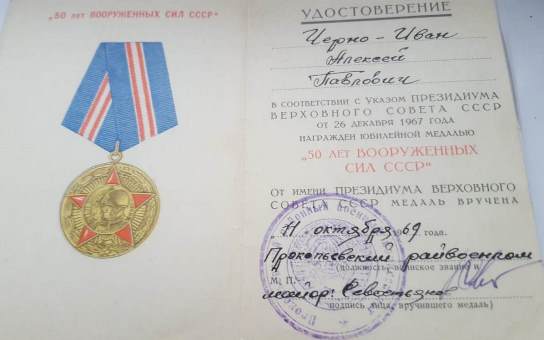 „50 ЛЕТ ВООРУЖЕННЫХ СИЛ СССР"
УДОСТОВЕРЕНИЕ
Черно-Иван
Алексей
Павлович
В СООТВЕТСТВИИ С УКАЗОМ ПРЕЗИДИУМА
ВЕРХОВНОГО СОВЕТА СССР
ОТ 26 ДЕКАБРЯ 1967 ГОДА
НАГРАЖДЕН ЮБИЛЕЙНОЙ МЕДАЛЬЮ
„50 ЛЕТ ВООРУЖЕННЫХ
СИЛ СССР"
ОТ ИМЕНИ ПРЕЗИДИУМА ВЕРХОВНОГО
СОВЕТА СССР МЕДАЛЬ ВРУЧЕНА
11 октября 1969 года.
Прокопьевский райвоенком
(должность, воинское звание и
М. П.
майор Севостьянов
подпись лица, вручившего медаль)